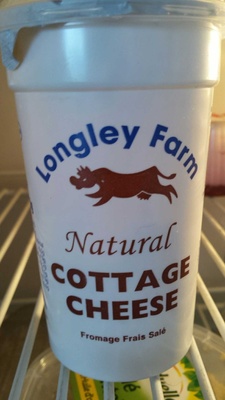 Longley Farm
Natural
COTTAGE
CHEESE
Fromage Frais Salé